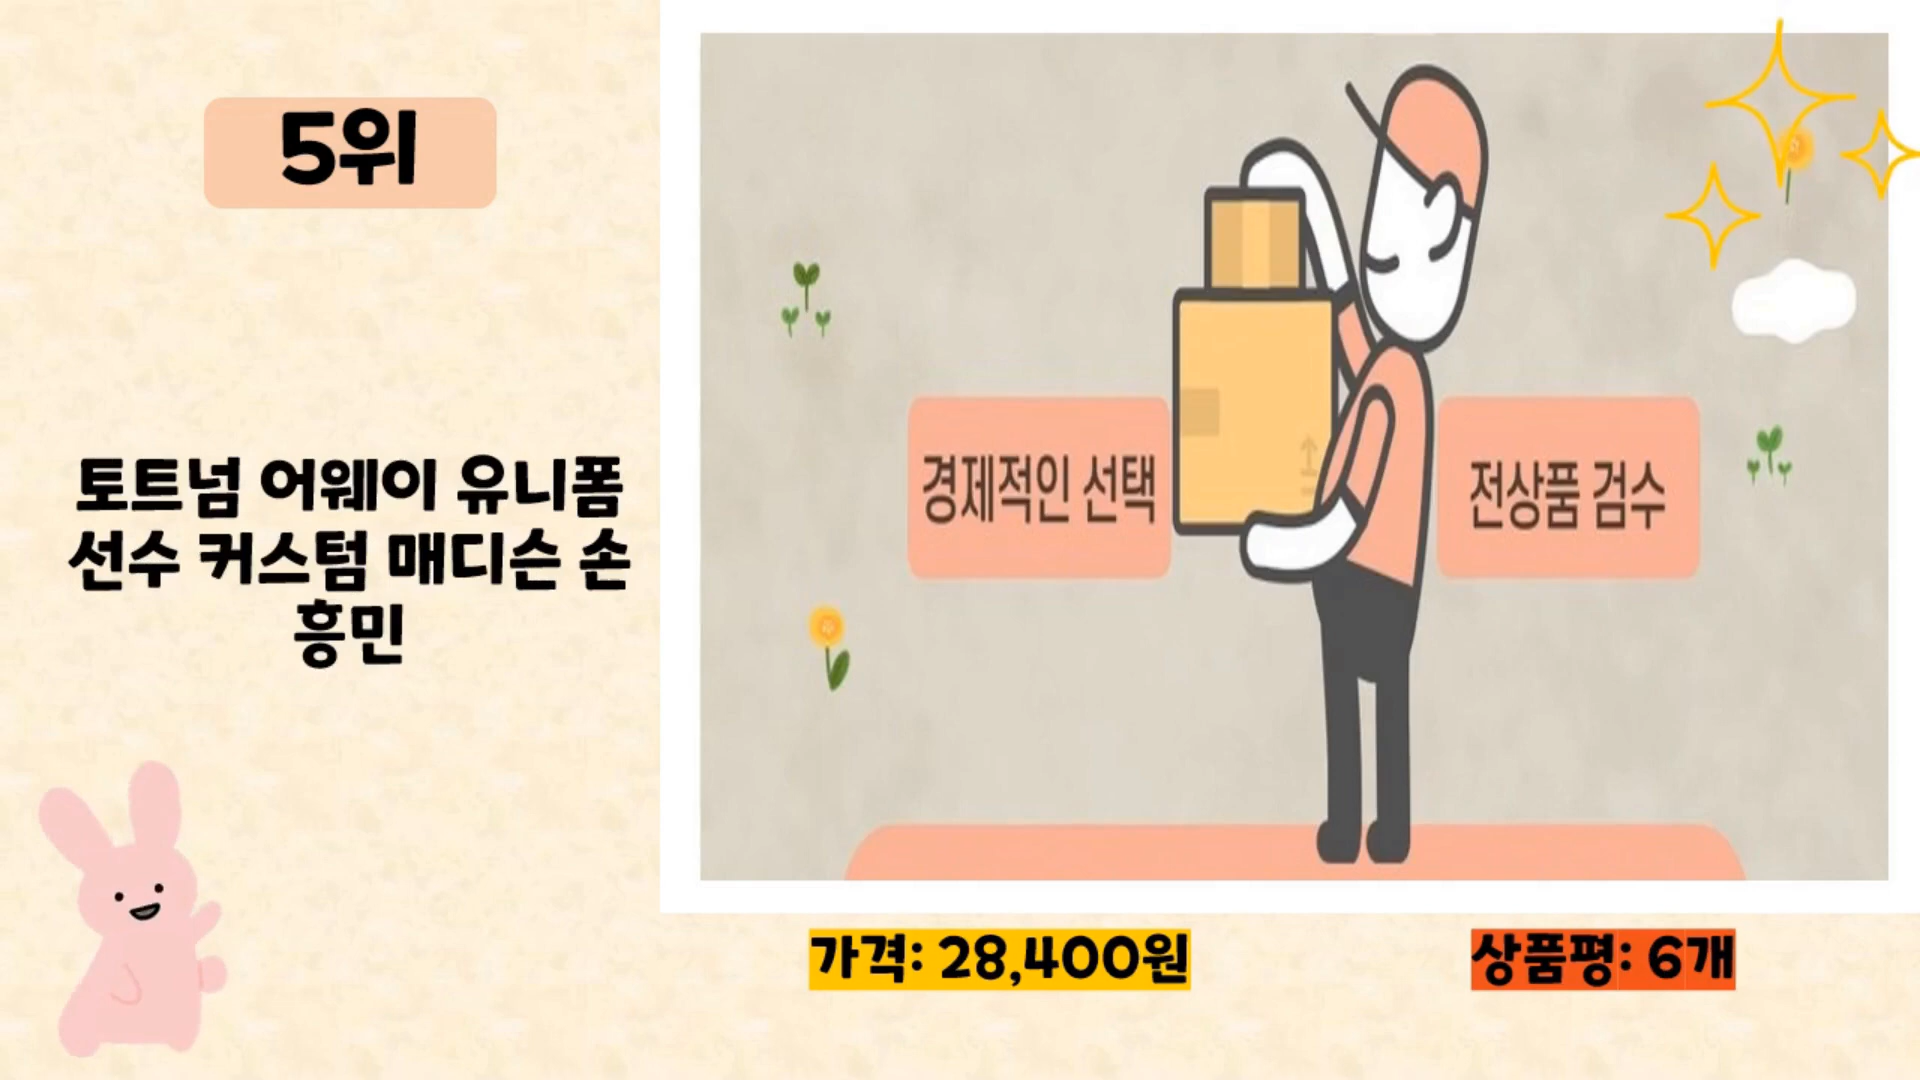 5위
토트넘 어웨이 유니폼
선수 커스텀 매디슨 손
흥민
경제적인 선택
전상품 검수
가격: 28,400원
상품평: 6개